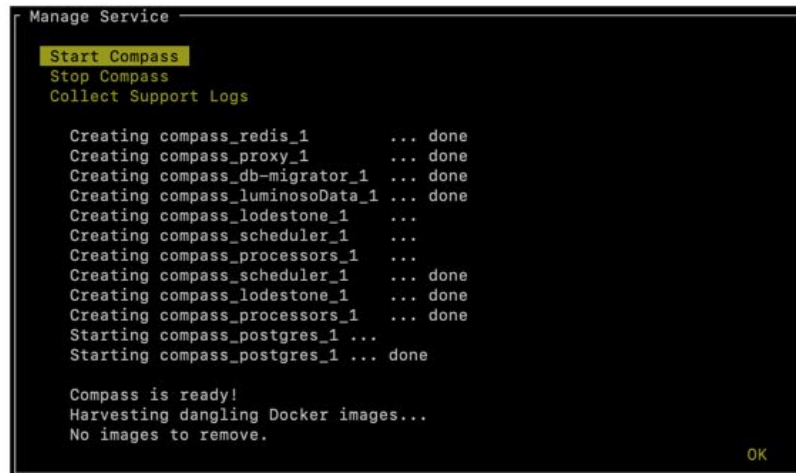 Manage Service
Start Compass
Stop Compass
Collect Support Logs
Creating compass_redis_1 ... done
Creating compass_proxy_1 ... done
Creating compass_db-migrator_1 ... done
Creating compass_luminosoData_1 ... done
Creating compass_lodestone_1 ...
Creating compass_scheduler_1 ...
Creating compass_processors_1 ...
Creating compass_scheduler_1 ... done
Creating compass_lodestone_1 ... done
Creating compass_processors_1 ... done
Starting compass_postgres_1 ...
Starting compass_postgres_1 ... done
Compass is ready!
Harvesting dangling Docker images...
No images to remove.
OK